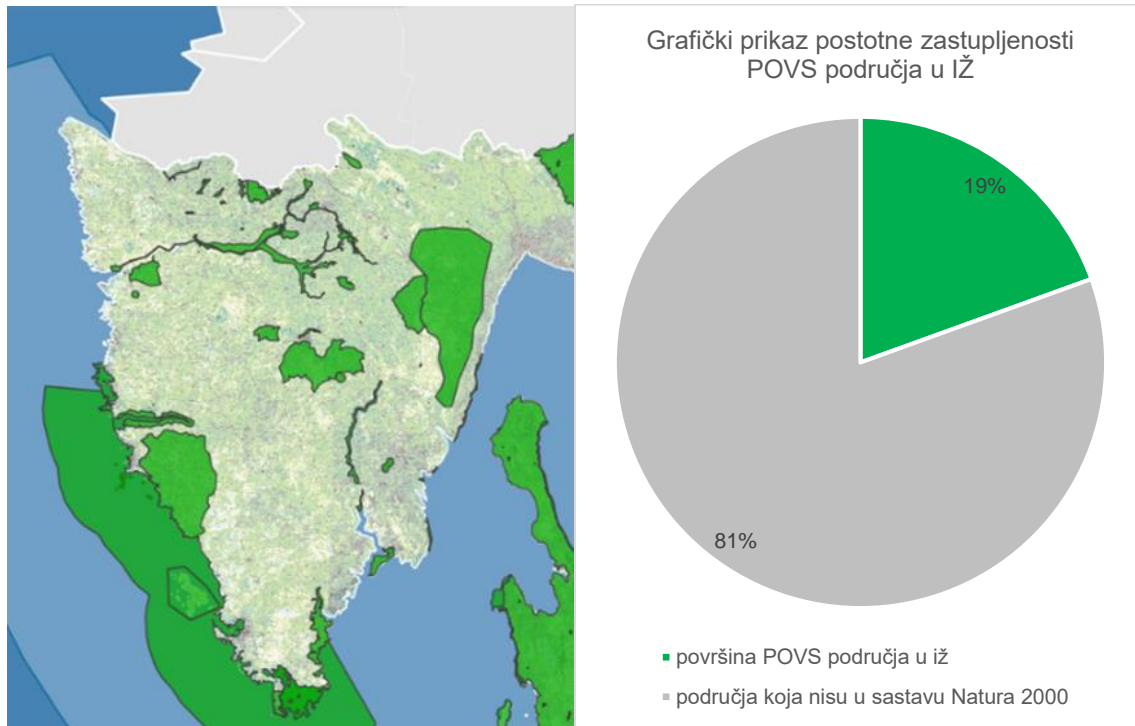 Grafički prikaz postotne zastupljenosti
POVS područja u IŽ
19%
81%
površina POVS područja u iž
područja koja nisu u sastavu Natura 2000